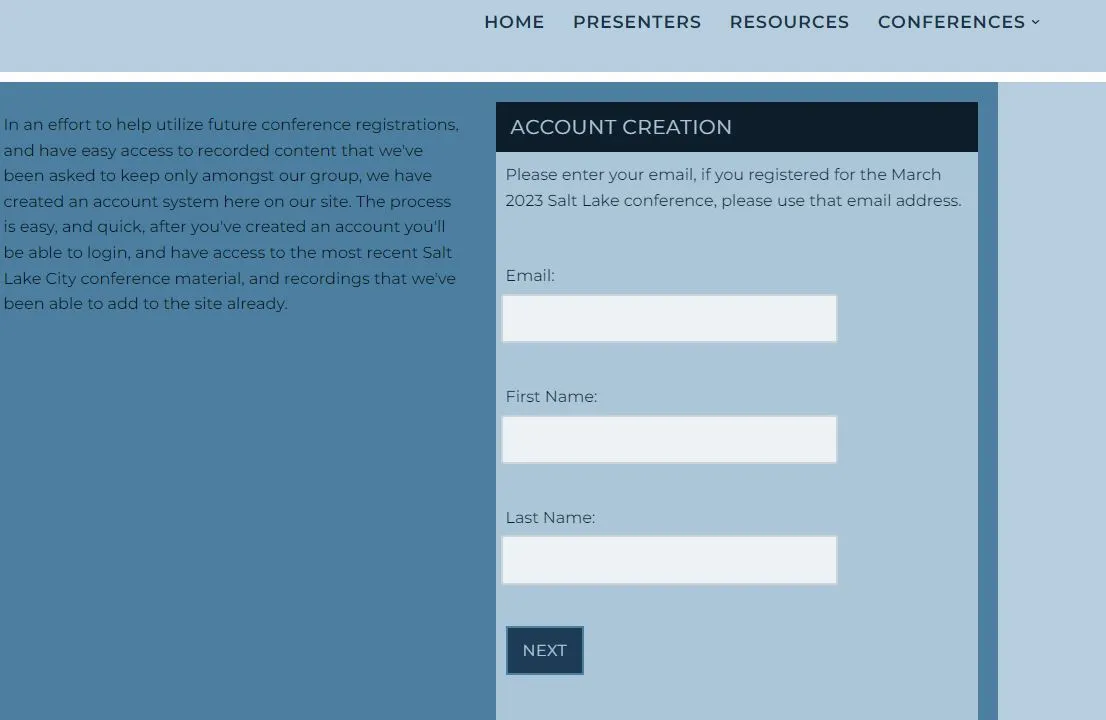 HOME PRESENTERS RESOURCES CONFERENCES
In an effort to help utilize future conference registrations,
and have easy access to recorded content that we've
been asked to keep only amongst our group, we have
created an account system here on our site. The process
is easy, and quick, after you've created an account you'll
be able to login, and have access to the most recent Salt
Lake City conference material, and recordings that we've
been able to add to the site already.
ACCOUNT CREATION
Please enter your email, if you registered for the March
2023 Salt Lake conference, please use that email address.
Email:
First Name:
Last Name:
NEXT